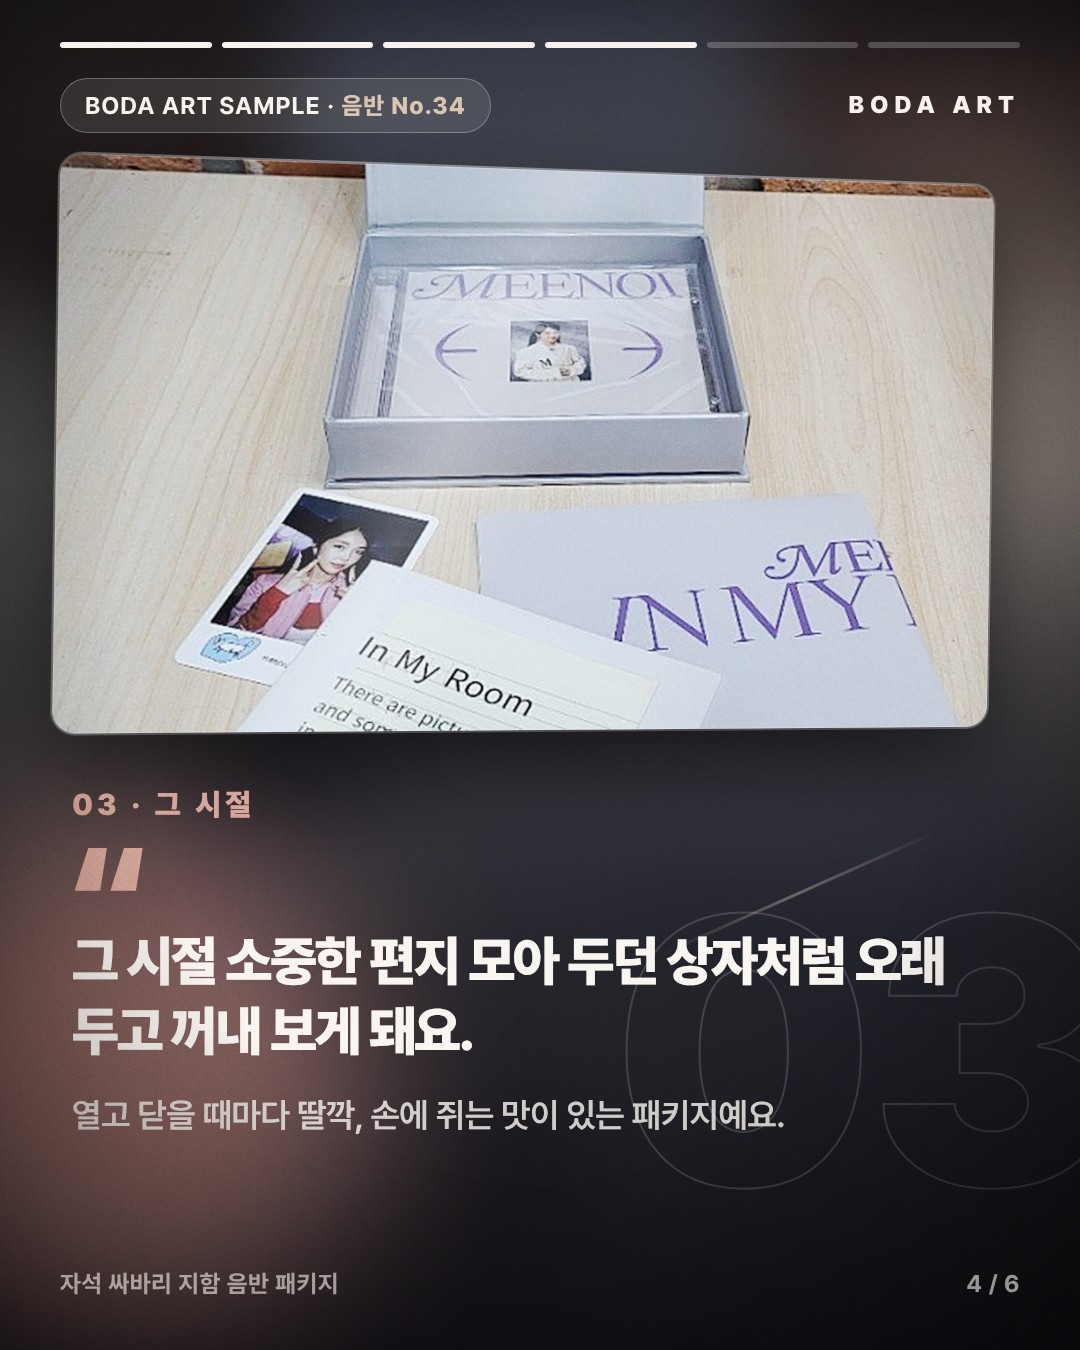 BODA ART SAMPLE · 음반 No.34
BODA ART
MEENOI
M
MEE
IN MY
In My Room
There are pictu
and som
in
03 · 그 시절
"
그 시절 소중한 편지 모아 두던 상자처럼 오래
두고 꺼내 보게 돼요.
열고 닫을 때마다 딸깍, 손에 쥐는 맛이 있는 패키지예요.
03
자석 싸바리 지함 음반 패키지
4 / 6